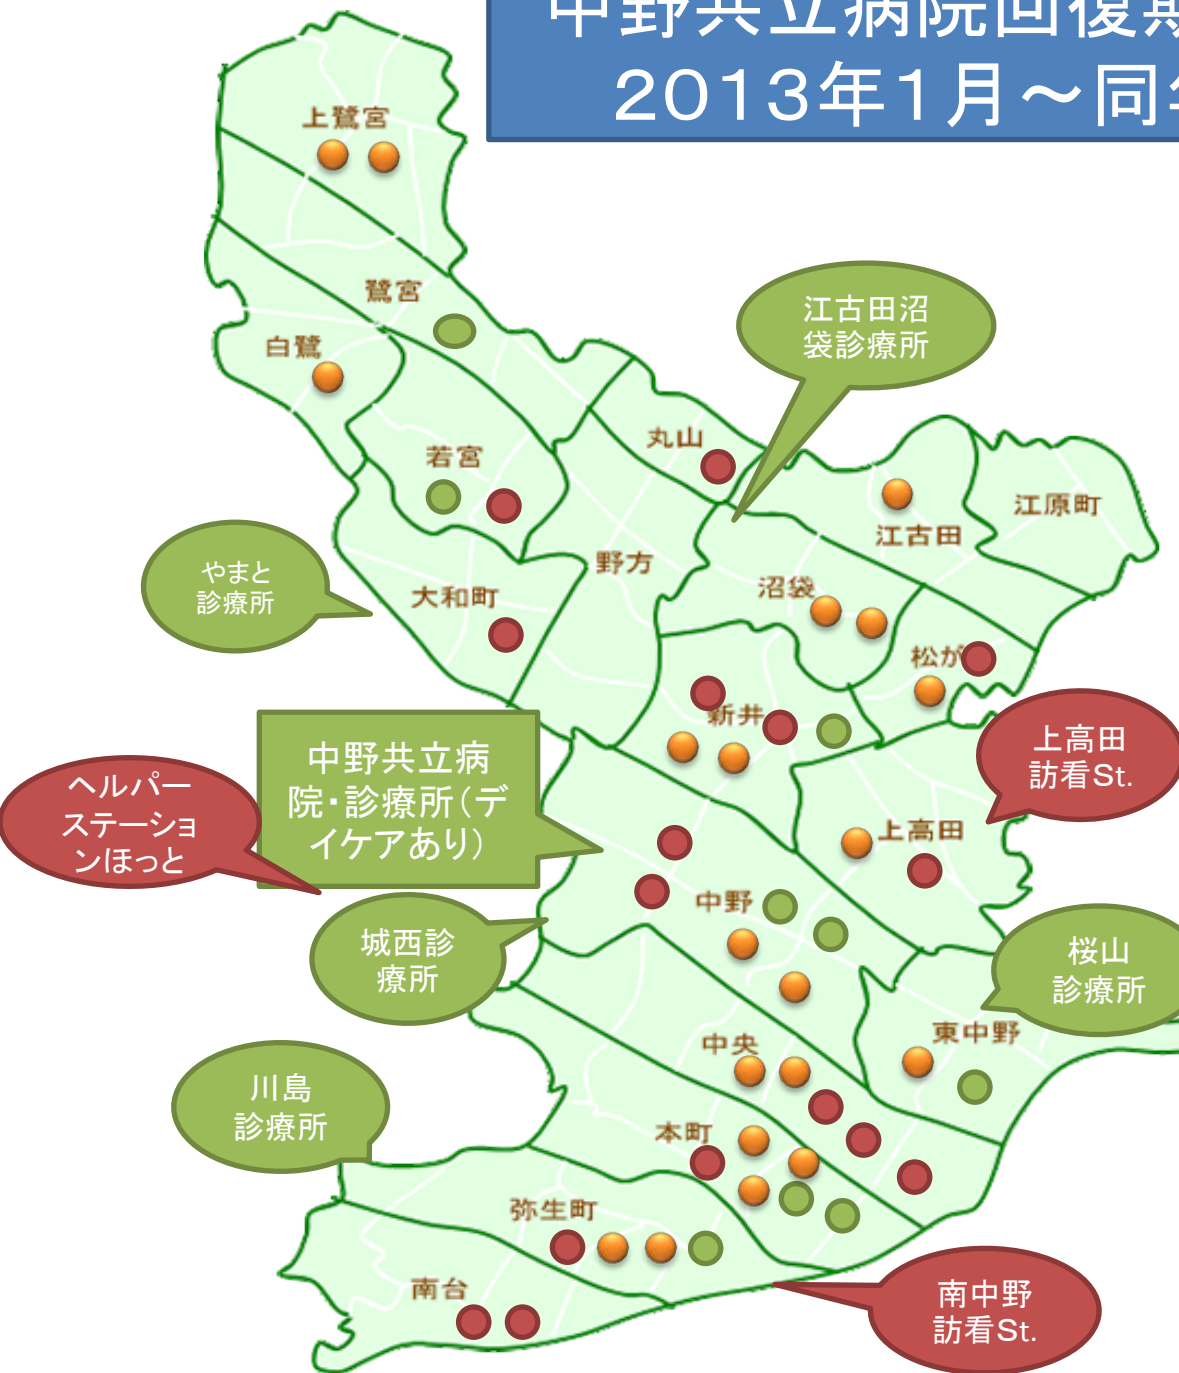 中野共立病院回復期
2013年1月～同年
上鷺宮
鷺宮
白鷺
江古田沼
袋診療所
丸山
若宮
江古田
江原町
野方
やまと
診療所
大和町
沼袋
松が
新井
上高田
訪看St.
中野共立病
院・診療所（デ
イケアあり）
ヘルパー
ステーショ
ンほっと
上高田
中野
城西診
療所
桜山
診療所
東中野
中央
川島
診療所
本町
弥生町
南台
南中野
訪看St.